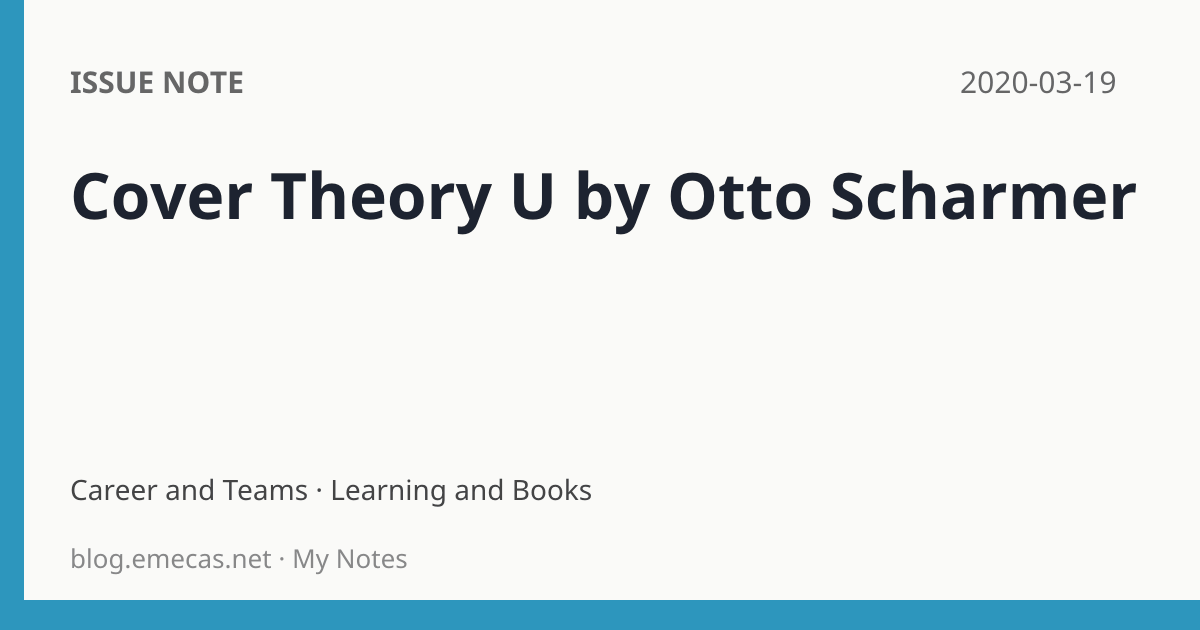 ISSUE NOTE
2020-03-19
Cover Theory U by Otto Scharmer
Career and Teams · Learning and Books
blog.emecas.net · My Notes